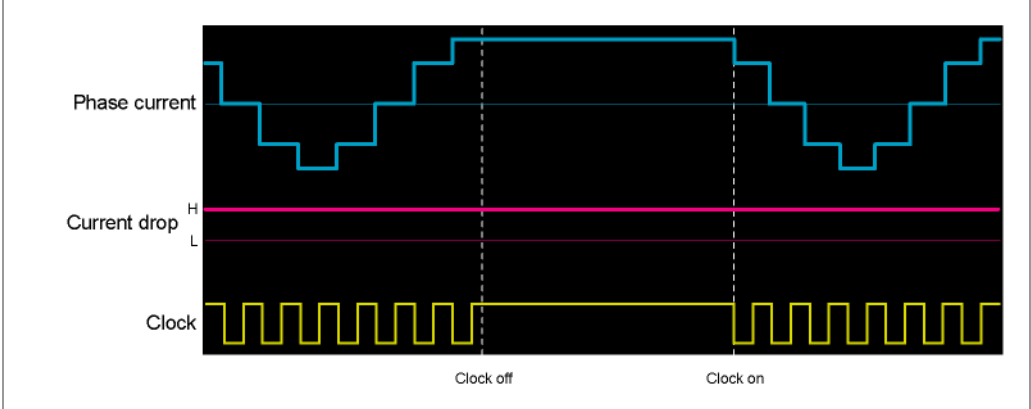 Phase current
H
Current drop
L
Clock
Clock off
Clock on